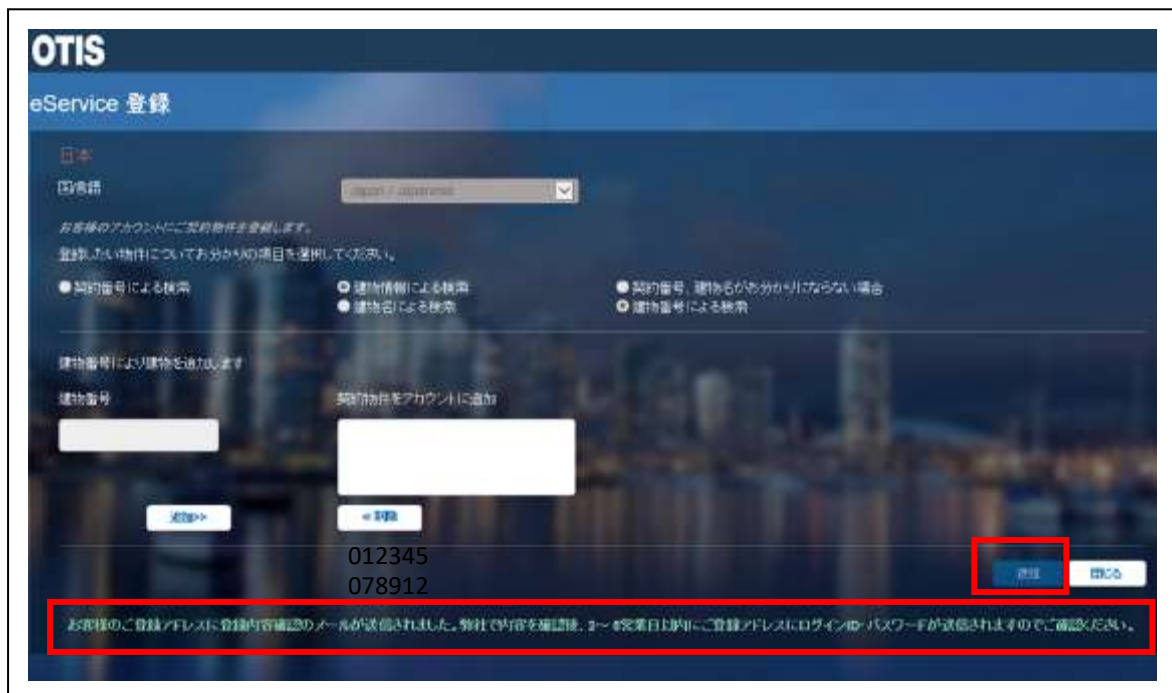 OTIS
eService 登録
日本
国/言語
Japan / Japanese
お客様のアカウントにご契約物件を登録します。
登録したい物件についてお分かりの項目を選択してください。
契約番号による検索
建物情報による検索
契約番号、建物名がお分かりにならない場合
建物名による検索
建物番号による検索
建物番号により建物を追加します
建物番号
契約物件をアカウントに追加
追加>>
<< 削除
012345
078912
送信
閉じる
お客様のご登録アドレスに登録内容確認のメールが送信されました。弊社で内容を確認後、営業日以内にご登録アドレスにログインID・パスワードが送信されますのでご確認ください。